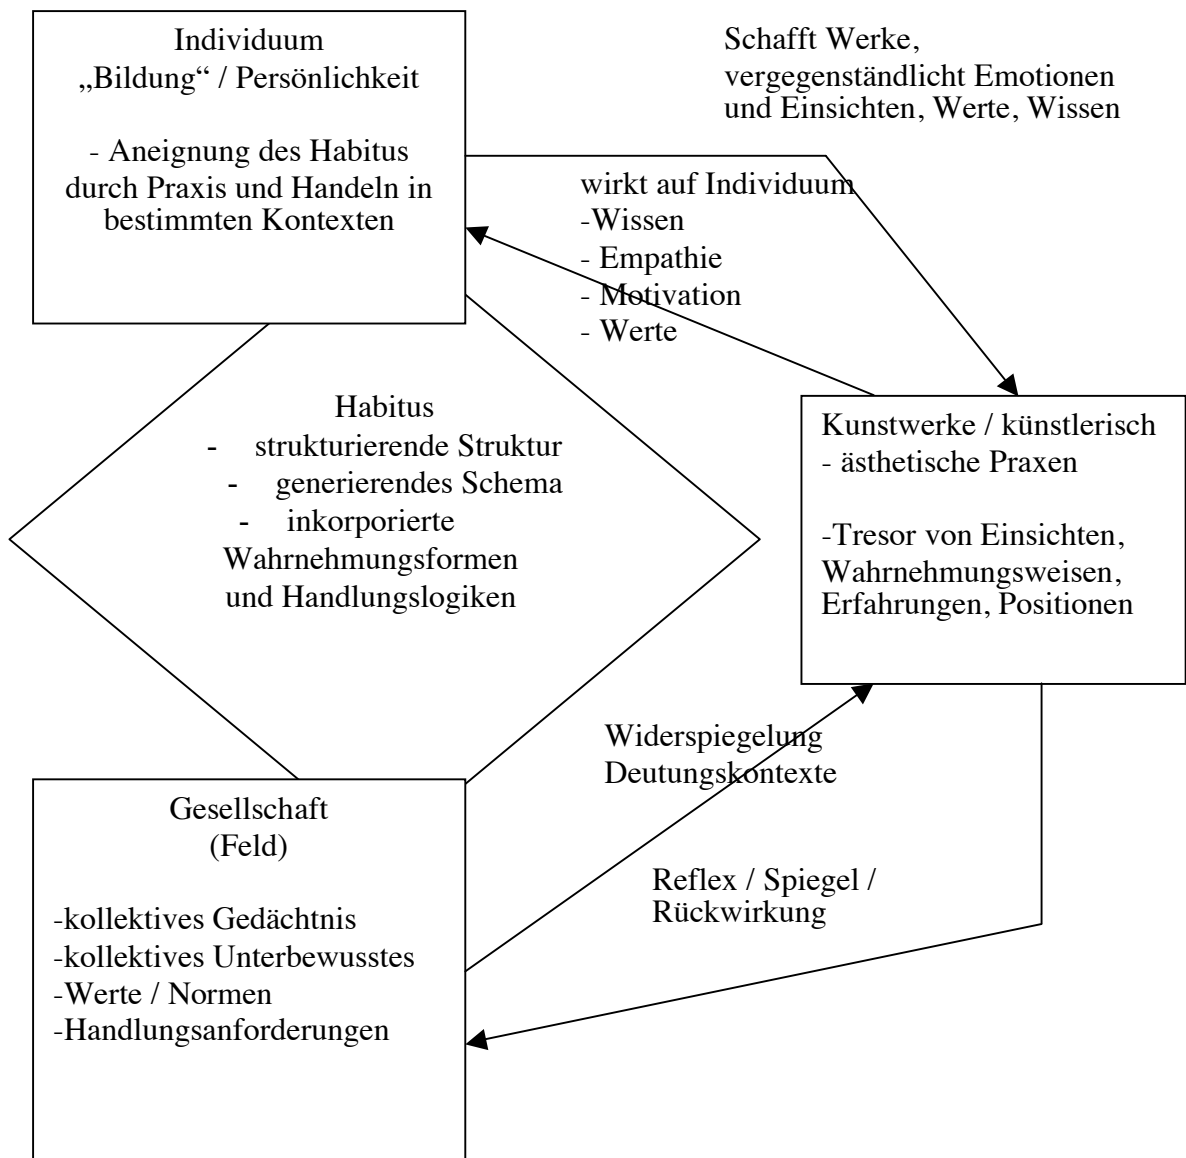 Individuum
„Bildung“ / Persönlichkeit
- Aneignung des Habitus
durch Praxis und Handeln in
bestimmten Kontexten
Schafft Werke,
vergegenständlicht Emotionen
und Einsichten, Werte, Wissen
wirkt auf Individuum
-Wissen
- Empathie
- Motivation
- Werte
Habitus
- strukturierende Struktur
- generierendes Schema
- inkorporierte
Wahrnehmungsformen
und Handlungslogiken
Kunstwerke / künstlerisch
- ästhetische Praxen
-Tresor von Einsichten,
Wahrnehmungsweisen,
Erfahrungen, Positionen
Widerspiegelung
Deutungskontexte
Gesellschaft
(Feld)
-kollektives Gedächtnis
-kollektives Unterbewusstes
-Werte / Normen
-Handlungsanforderungen
Reflex / Spiegel /
Rückwirkung